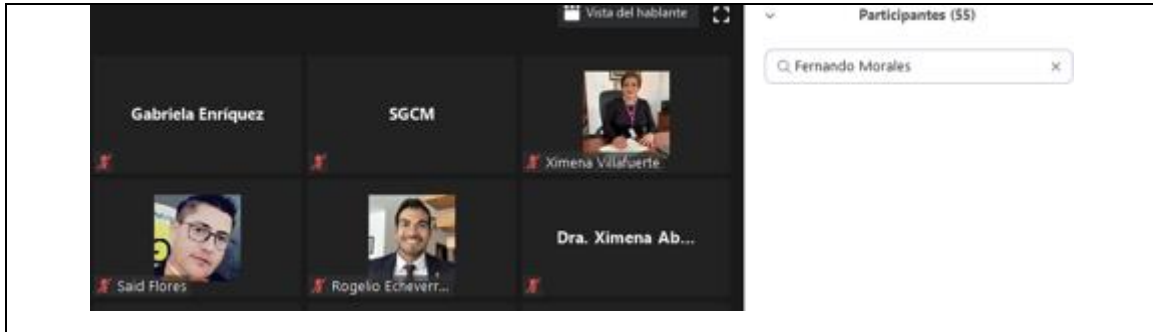 Vista del hablante
Participantes (55)
Fernando Morales
Gabriela Enríquez
SGCM
Ximena Villafuerte
Said Flores
Rogelio Echeverr...
Dra. Ximena Ab...